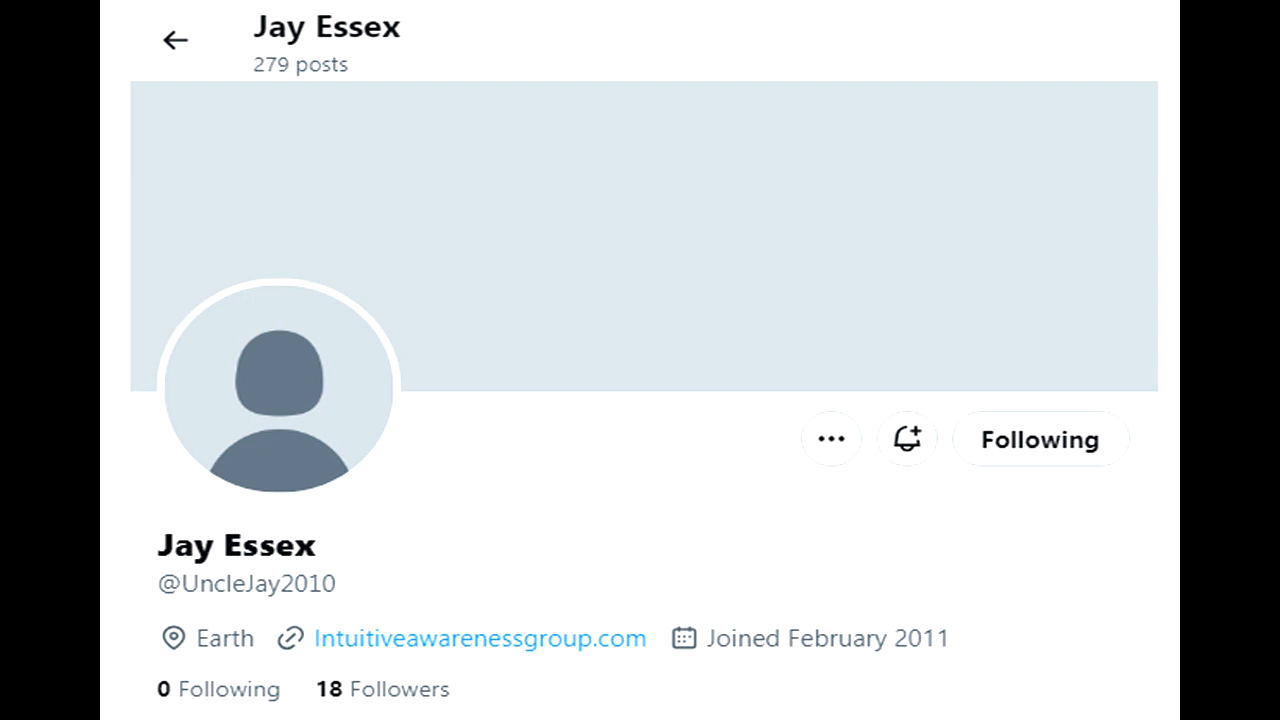 Jay Essex
279 posts
Following
Jay Essex
@UncleJay2010
Earth Intuitiveawarenessgroup.com Joined February 2011
0 Following 18 Followers